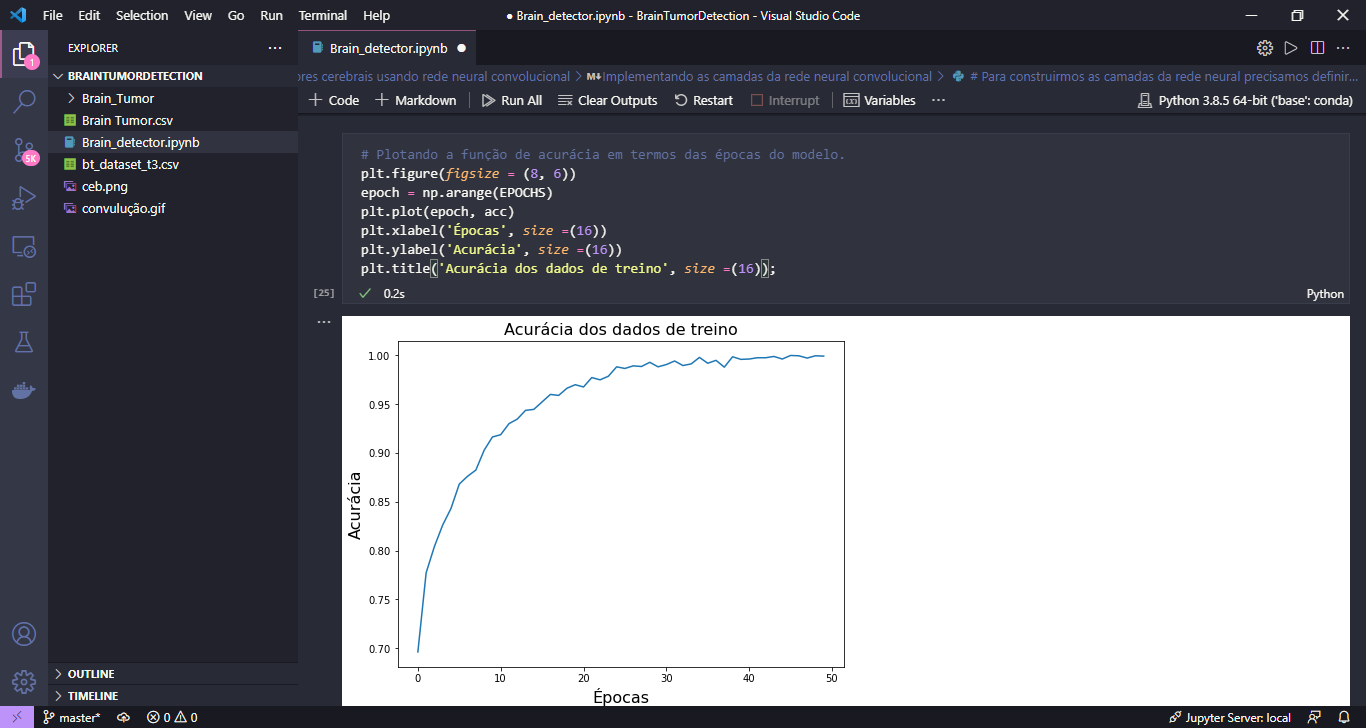 File Edit Selection View Go Run Terminal Help
● Brain_detector.ipynb - BrainTumorDetection - Visual Studio Code
EXPLORER
Brain_detector.ipynb
1
BRAINTUMORDETECTION
Brain_Tumor
Brain Tumor.csv
Brain_detector.ipynb
bt_dataset_t3.csv
ceb.png
convulução.gif
5K
OUTLINE
TIMELINE
ores cerebrais usando rede neural convolucional > M↓Implementando as camadas da rede neural convolucional > # Para construirmos as camadas da rede neural precisamos definir...
+ Code + Markdown Run All Clear Outputs Restart Interrupt Variables ... Python 3.8.5 64-bit ('base': conda)
# Plotando a função de acurácia em termos das épocas do modelo.
plt.figure(figsize = (8, 6))
epoch = np.arange(EPOCHS)
plt.plot(epoch, acc)
plt.xlabel('Épocas', size =(16))
plt.ylabel('Acurácia', size =(16))
plt.title('Acurácia dos dados de treino', size =(16));
[25] 0.2s Python
Acurácia dos dados de treino
1.00
0.95
0.90
0.85
0.80
0.75
0.70
Acurácia
0 10 20 30 40 50
Épocas
master* 0 0 Jupyter Server: local